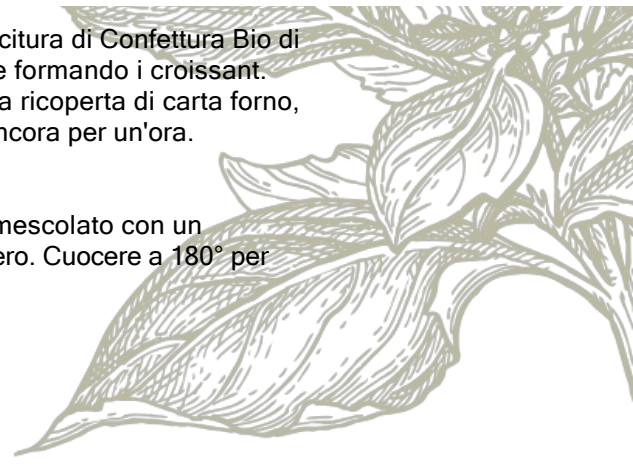 citura di Confettura Bio di
e formando i croissant.
a ricoperta di carta forno,
ncora per un'ora.
mescolato con un
ero. Cuocere a 180° per